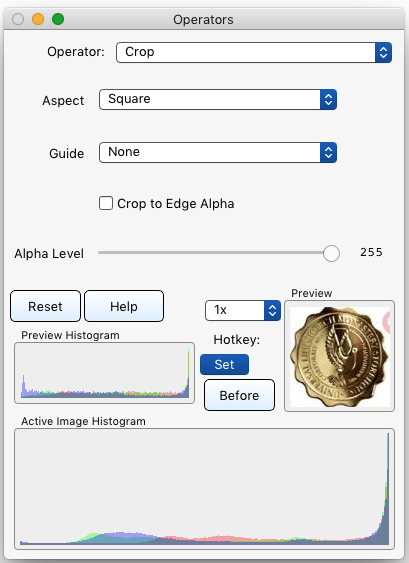 Operators
Operator: Crop
Aspect Square
Guide None
Crop to Edge Alpha
Alpha Level 255
Reset Help 1x
Preview
Preview Histogram
Hotkey:
Set
Before
Active Image Histogram